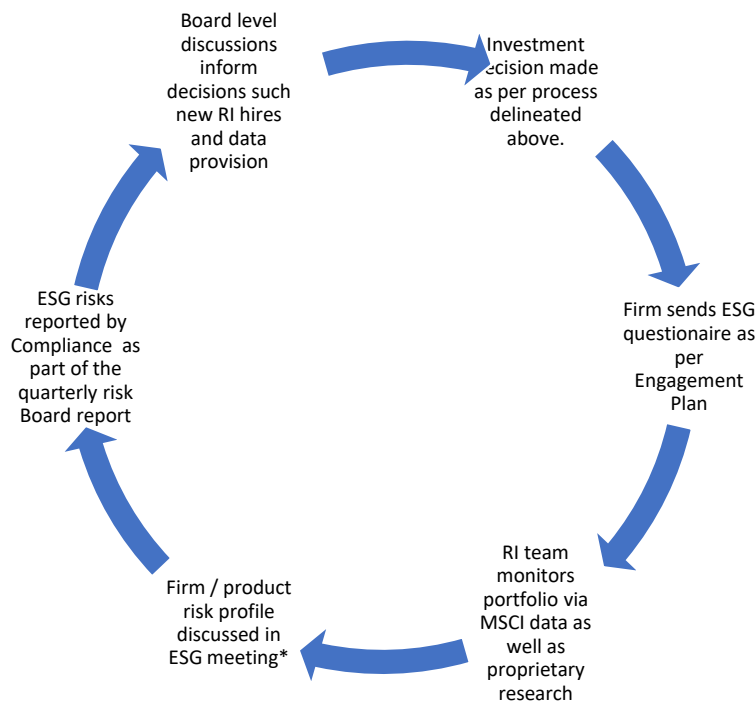 Board level
discussions
inform
decisions such
new RI hires
and data
provision
Investment
ecision made
as per process
delineated
above.
Firm sends ESG
questionaire as
per
Engagement
Plan
RI team
monitors
portfolio via
MSCI data as
well as
proprietary
research
Firm / product
risk profile
discussed in
ESG meeting*
ESG risks
reported by
Compliance as
part of the
quarterly risk
Board report